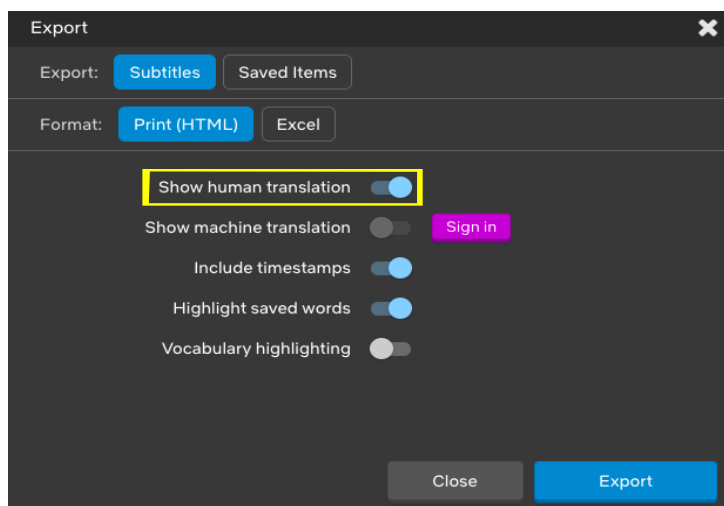 Export
Export: Subtitles Saved Items
Format: Print (HTML) Excel
Show human translation
Show machine translation Sign in
Include timestamps
Highlight saved words
Vocabulary highlighting
Close Export